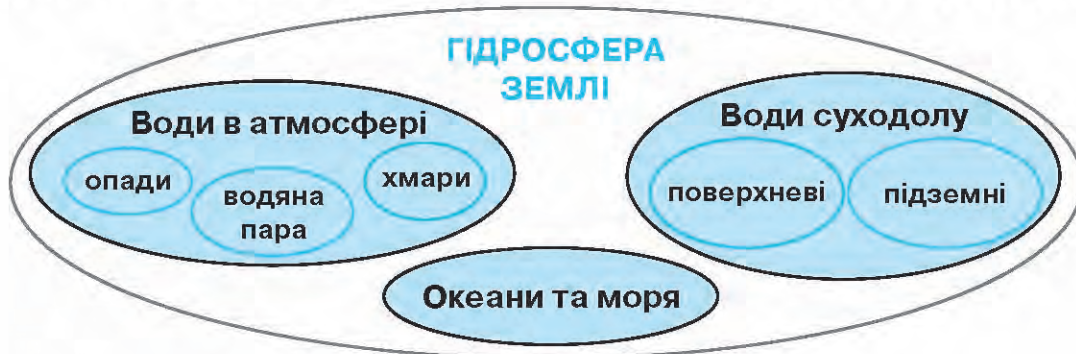 ГІДРОСФЕРА
ЗЕМЛІ
Води в атмосфері
опади
водяна
пара
хмари
Води суходолу
поверхневі
підземні
Океани та моря